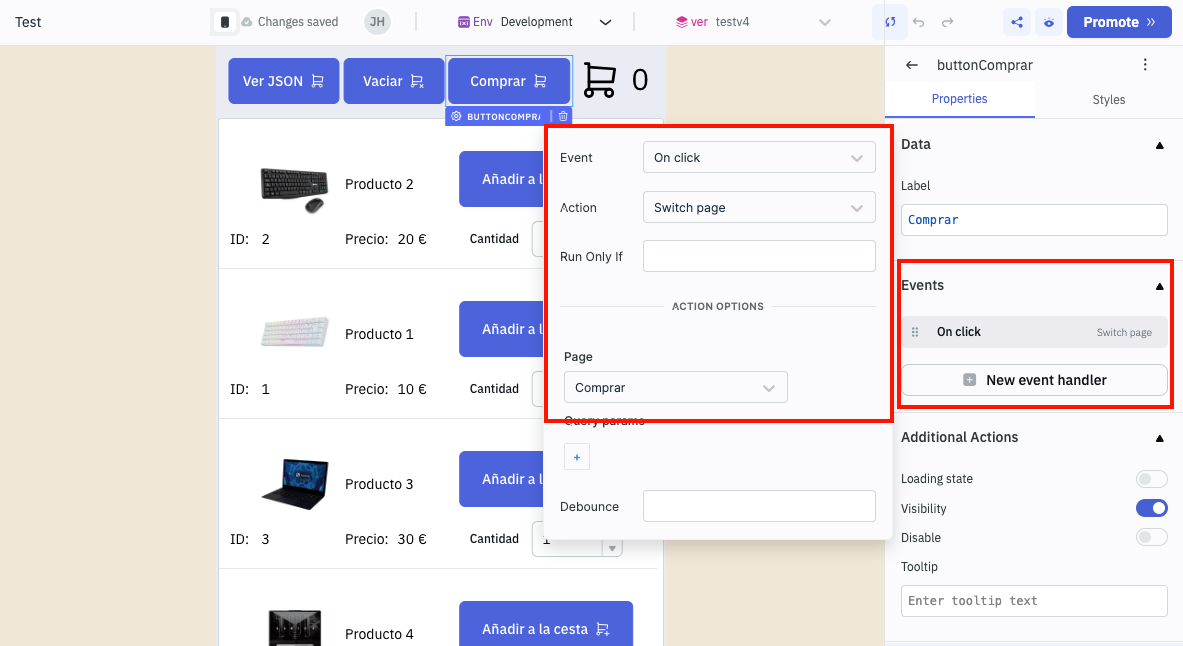 Test
Changes saved
JH
Env Development
ver testv4
Promote
Ver JSON
Vaciar
Comprar
0
BUTTONCOMPR
Producto 2
Añadir a l
ID: 2
Precio: 20 €
Cantidad
Producto 1
Añadir a l
ID: 1
Precio: 10 €
Cantidad
Producto 3
Añadir a l
ID: 3
Precio: 30 €
Cantidad
1
Producto 4
Añadir a la cesta
Event
On click
Action
Switch page
Run Only If
ACTION OPTIONS
Page
Comprar
Query params
+
Debounce
buttonComprar
Properties
Styles
Data
Label
Comprar
Events
On click
Switch page
New event handler
Additional Actions
Loading state
Visibility
Disable
Tooltip
Enter tooltip text